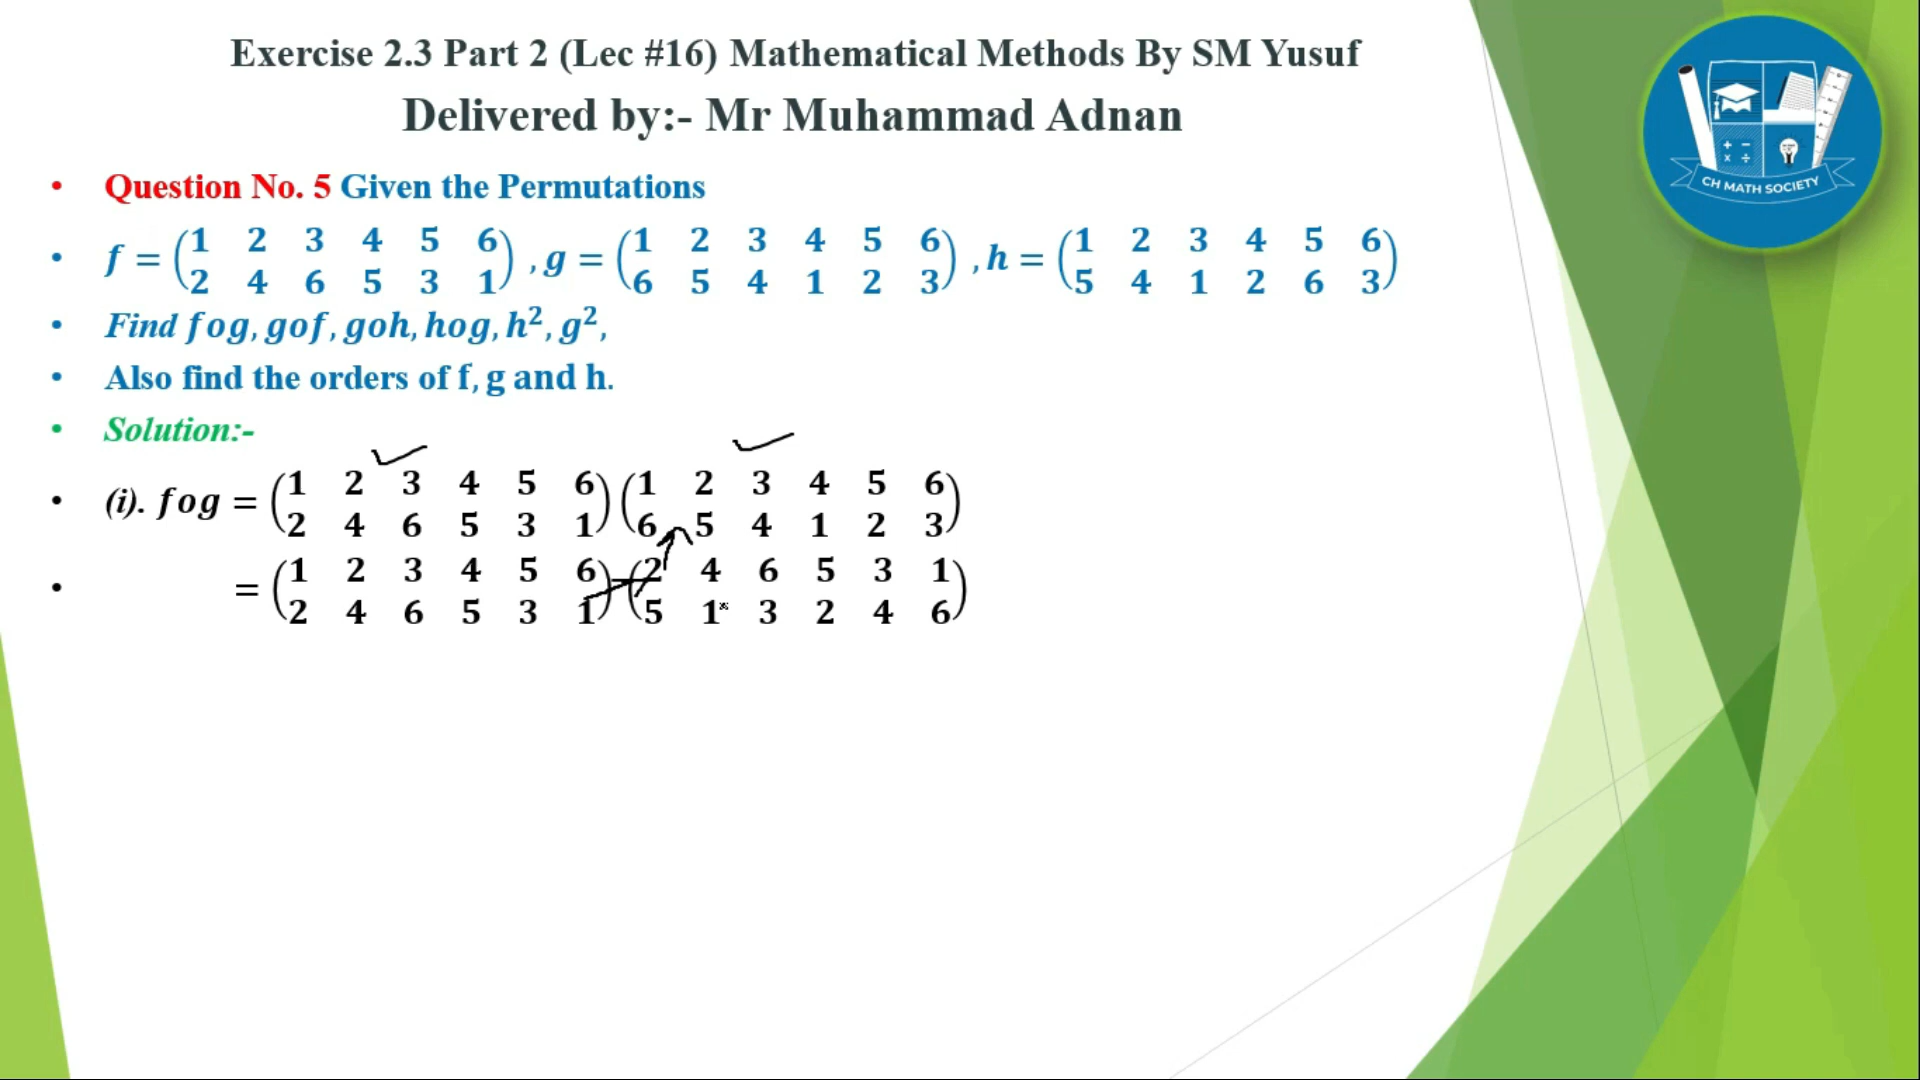 Exercise 2.3 Part 2 (Lec #16) Mathematical Methods By SM Yusuf
Delivered by:- Mr Muhammad Adnan
CH MATH SOCIETY
• Question No. 5 Given the Permutations
• f = (1 2 3 4 5 6 / 2 4 6 5 3 1), g = (1 2 3 4 5 6 / 6 5 4 1 2 3), h = (1 2 3 4 5 6 / 5 4 1 2 6 3)
• Find fog, gof, goh, hog, h², g²,
• Also find the orders of f, g and h.
• Solution:-
• (i). fog = (1 2 3 4 5 6 / 2 4 6 5 3 1) (1 2 3 4 5 6 / 6 5 4 1 2 3)
• = (1 2 3 4 5 6 / 2 4 6 5 3 1) (2 4 6 5 3 1 / 5 1 3 2 4 6)